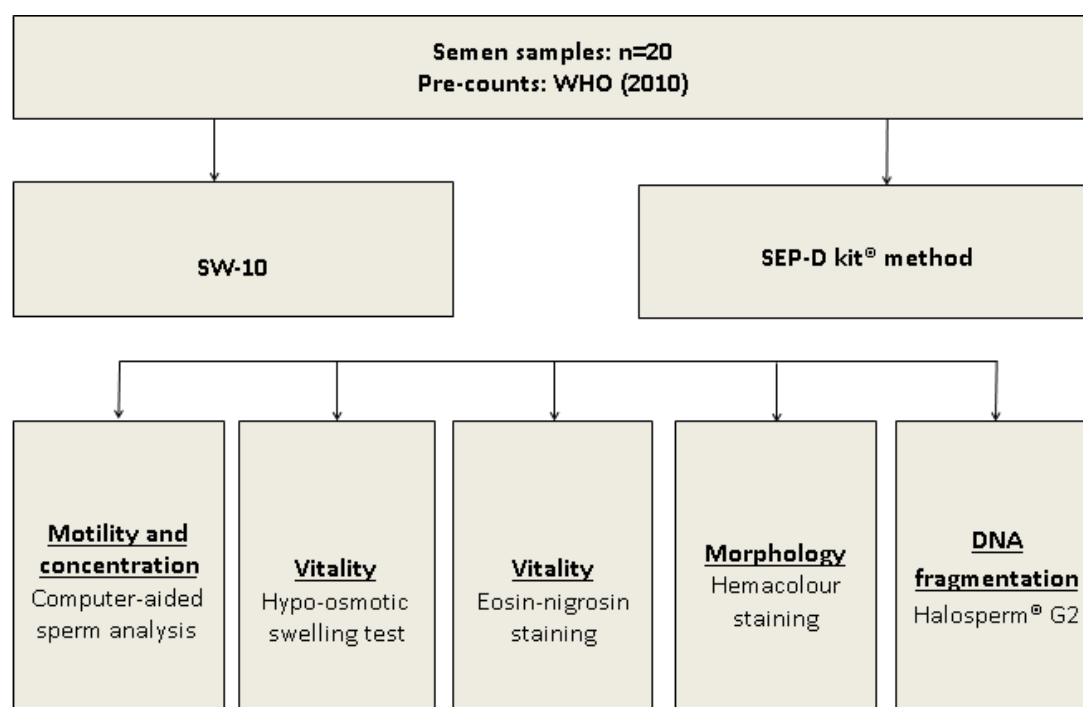 Semen samples: n=20
Pre-counts: WHO (2010)
SW-10
SEP-D kit® method
Motility and
concentration
Computer-aided
sperm analysis
Vitality
Hypo-osmotic
swelling test
Vitality
Eosin-nigrosin
staining
Morphology
Hemacolour
staining
DNA
fragmentation
Halosperm® G2